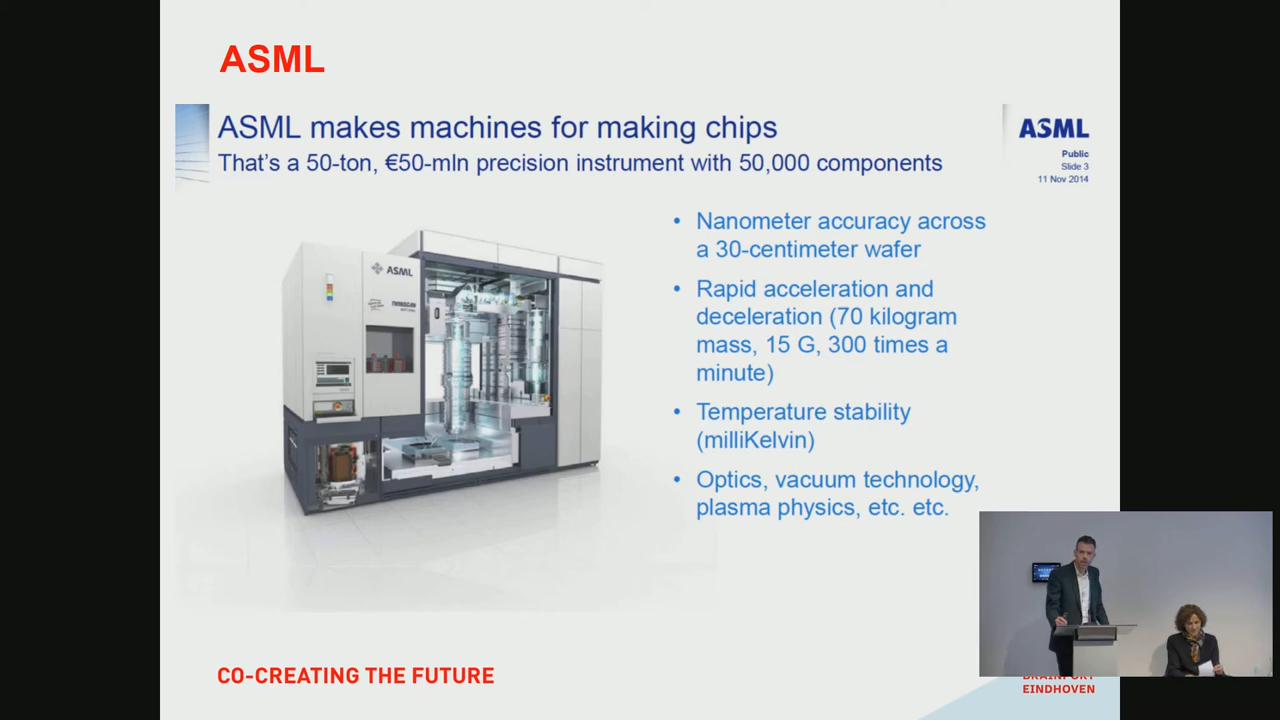 ASML
ASML makes machines for making chips
That's a 50-ton, €50-mln precision instrument with 50,000 components
ASML
Public
Slide 3
11 Nov 2014
• Nanometer accuracy across
a 30-centimeter wafer
• Rapid acceleration and
deceleration (70 kilogram
mass, 15 G, 300 times a
minute)
• Temperature stability
(milliKelvin)
• Optics, vacuum technology,
plasma physics, etc. etc.
ASML
CO-CREATING THE FUTURE
EINDHOVEN